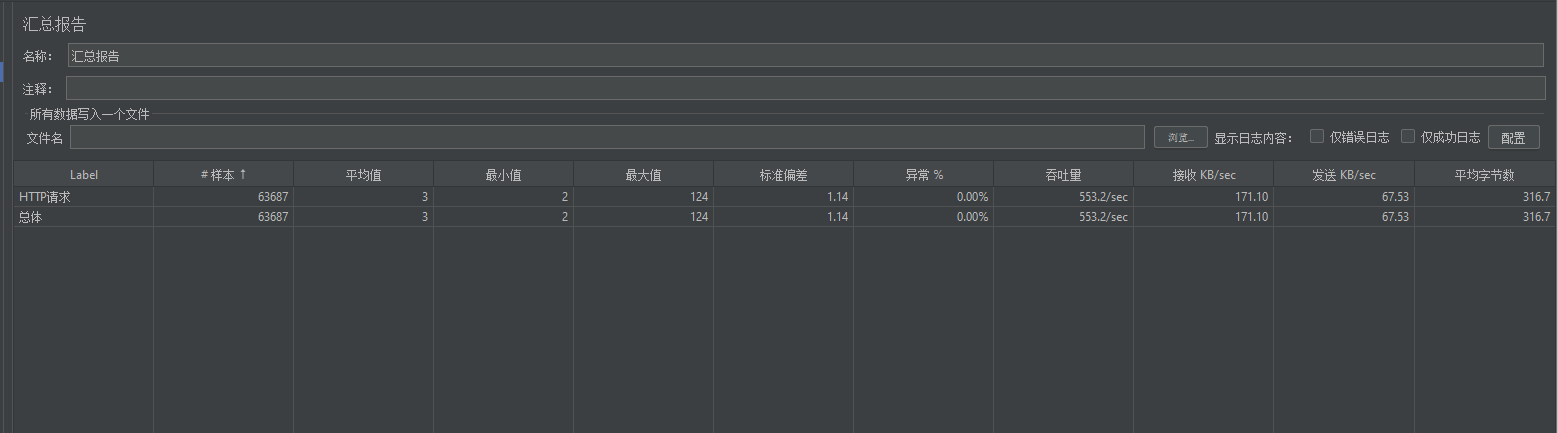 汇总报告
名称： 汇总报告
注释：
所有数据写入一个文件
文件名 浏览... 显示日志内容： 仅错误日志 仅成功日志 配置
Label # 样本 ↑ 平均值 最小值 最大值 标准偏差 异常 % 吞吐量 接收 KB/sec 发送 KB/sec 平均字节数
HTTP请求 63687 3 2 124 1.14 0.00% 553.2/sec 171.10 67.53 316.7
总体 63687 3 2 124 1.14 0.00% 553.2/sec 171.10 67.53 316.7